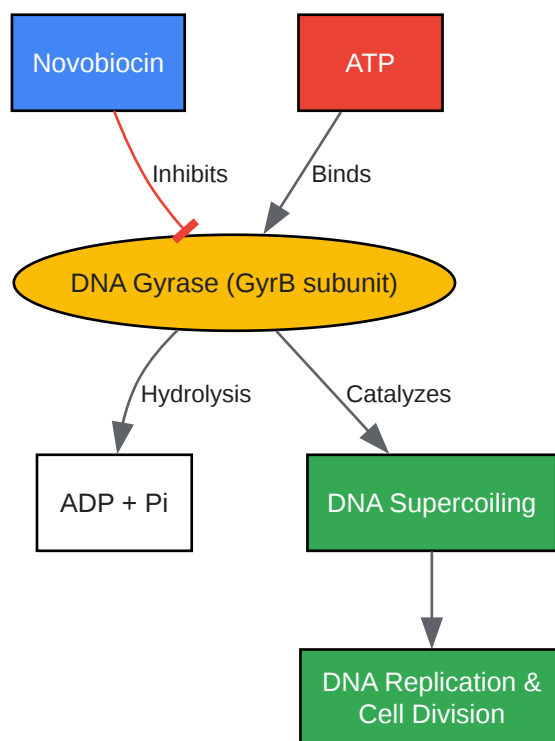 Novobiocin
ATP
Inhibits
Binds
DNA Gyrase (GyrB subunit)
Hydrolysis
Catalyzes
ADP + Pi
DNA Supercoiling
DNA Replication &
Cell Division